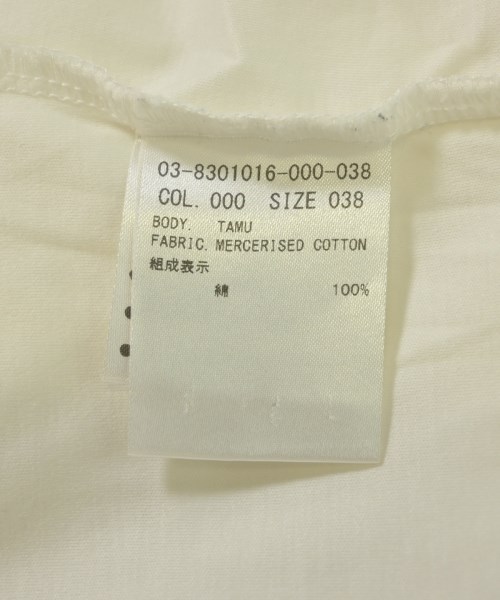 03-8301016-000-038
COL. 000 SIZE 038
BODY. TAMU
FABRIC. MERCERISED COTTON
組成表示
綿 100%